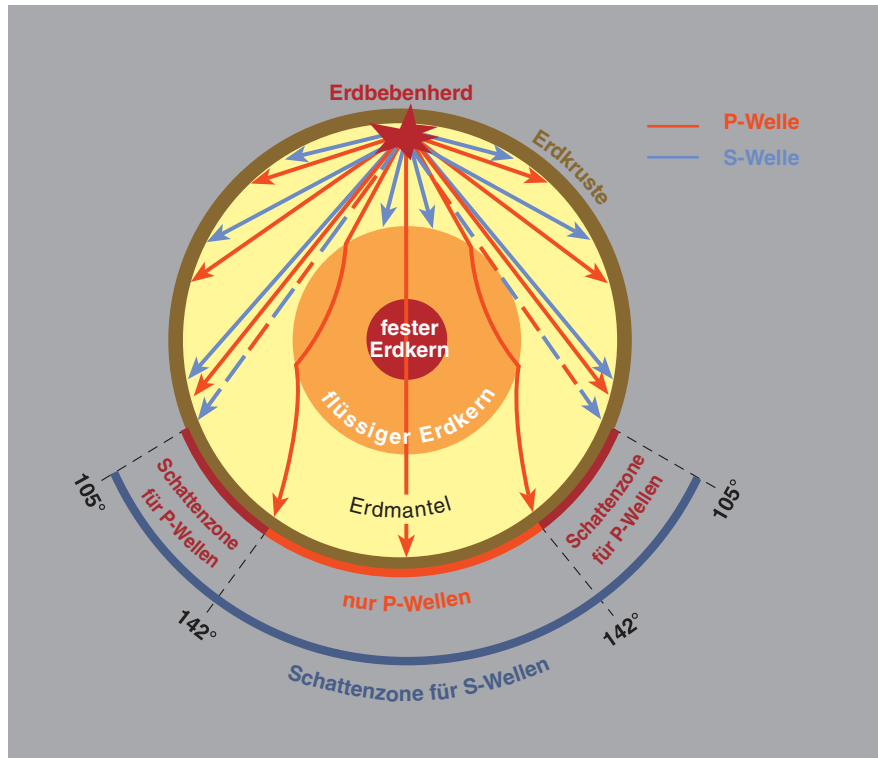 Erdbebenherd
P-Welle
S-Welle
Erdkruste
fester
Erdkern
flüssiger Erdkern
Erdmantel
105°
Schattenzone
für P-Wellen
Schattenzone
für P-Wellen
105°
142°
nur P-Wellen
142°
Schattenzone für S-Wellen